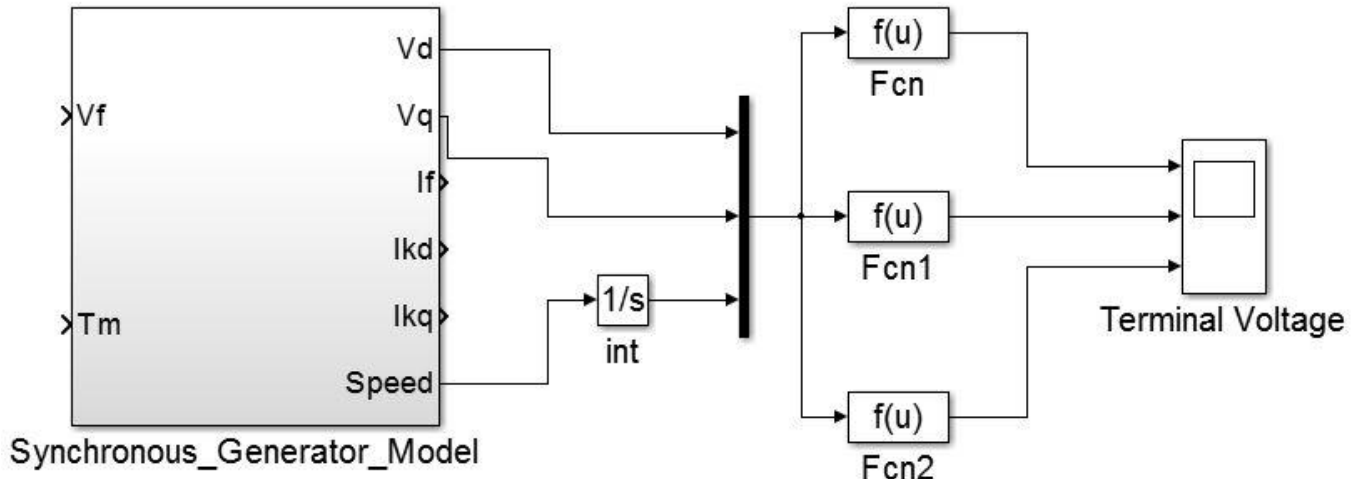 Vd
Vf
Vq
If
Ikd
Ikq
Tm
Speed
Synchronous_Generator_Model
1/s
int
f(u)
Fcn
f(u)
Fcn1
f(u)
Fcn2
Terminal Voltage